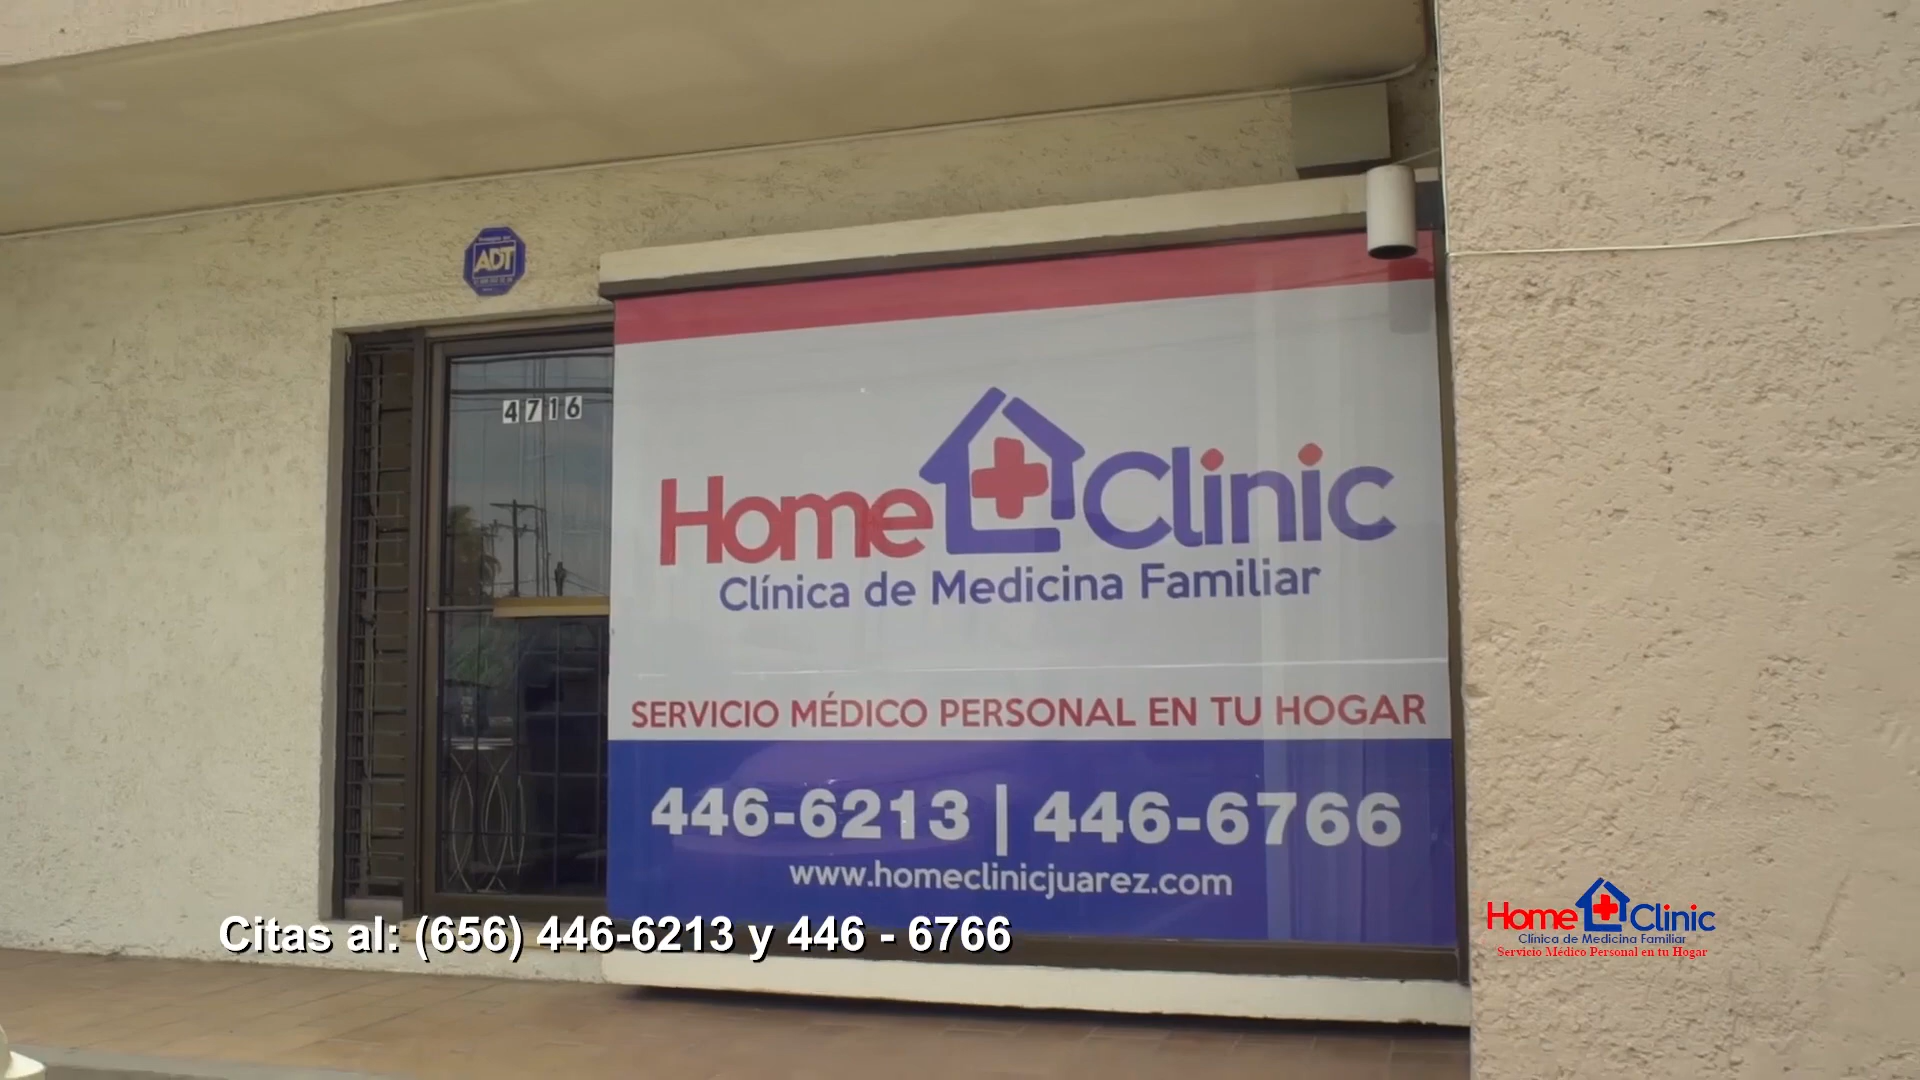 ADT
4716
Home Clinic
Clínica de Medicina Familiar
SERVICIO MÉDICO PERSONAL EN TU HOGAR
446-6213 | 446-6766
www.homeclinicjuarez.com
Citas al: (656) 446-6213 y 446 - 6766
Home Clinic
Clínica de Medicina Familiar
Servicio Médico Personal en tu Hogar